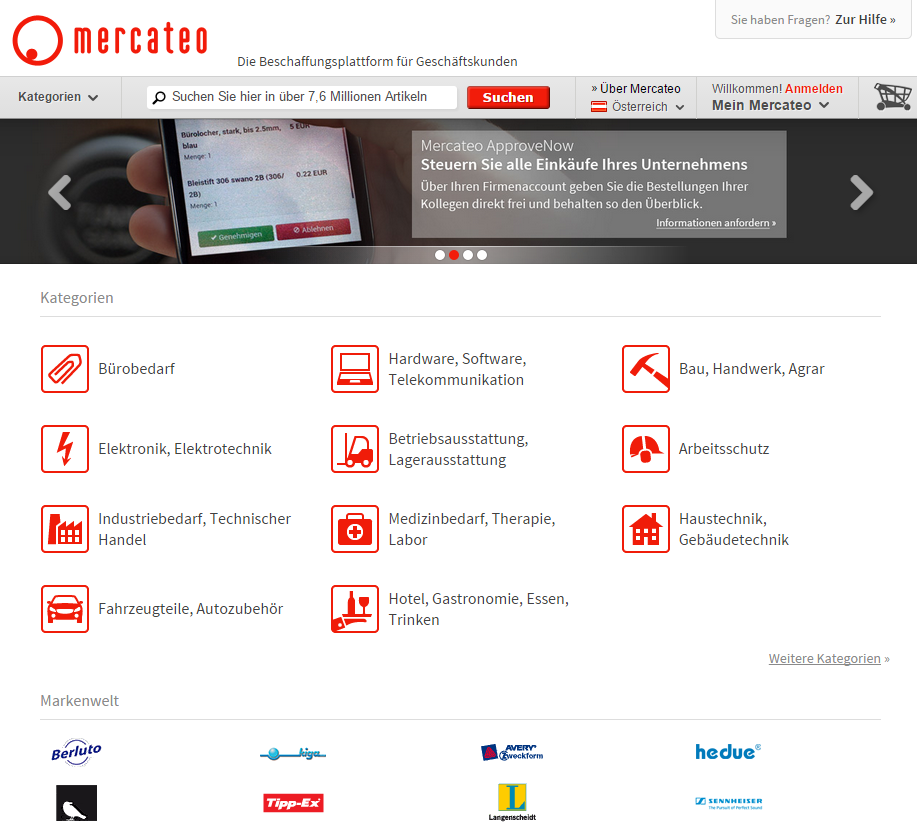 mercateo
Die Beschaffungsplattform für Geschäftskunden
Sie haben Fragen? Zur Hilfe »
Kategorien
Suchen Sie hier in über 7,6 Millionen Artikeln
Suchen
» Über Mercateo
Österreich
Willkommen! Anmelden
Mein Mercateo
Bürolocher, stark, bis 2.5mm, 5 EUR
blau
Menge: 1
Bleistift 306 swano 2B (306/ 0.22 EUR
2B)
Menge: 1
Genehmigen
Ablehnen
Mercateo ApproveNow
Steuern Sie alle Einkäufe Ihres Unternehmens
Über Ihren Firmenaccount geben Sie die Bestellungen Ihrer
Kollegen direkt frei und behalten so den Überblick.
Informationen anfordern »
Kategorien
Bürobedarf
Hardware, Software,
Telekommunikation
Bau, Handwerk, Agrar
Elektronik, Elektrotechnik
Betriebsausstattung,
Lagerausstattung
Arbeitsschutz
Industriebedarf, Technischer
Handel
Medizinbedarf, Therapie,
Labor
Haustechnik,
Gebäudetechnik
Fahrzeugteile, Autozubehör
Hotel, Gastronomie, Essen,
Trinken
Weitere Kategorien »
Markenwelt
Berluto
kiga
AVERY
Zweckform
hedue®
Tipp-Ex
L
Langenscheidt
SENNHEISER
The Pursuit of Perfect Sound